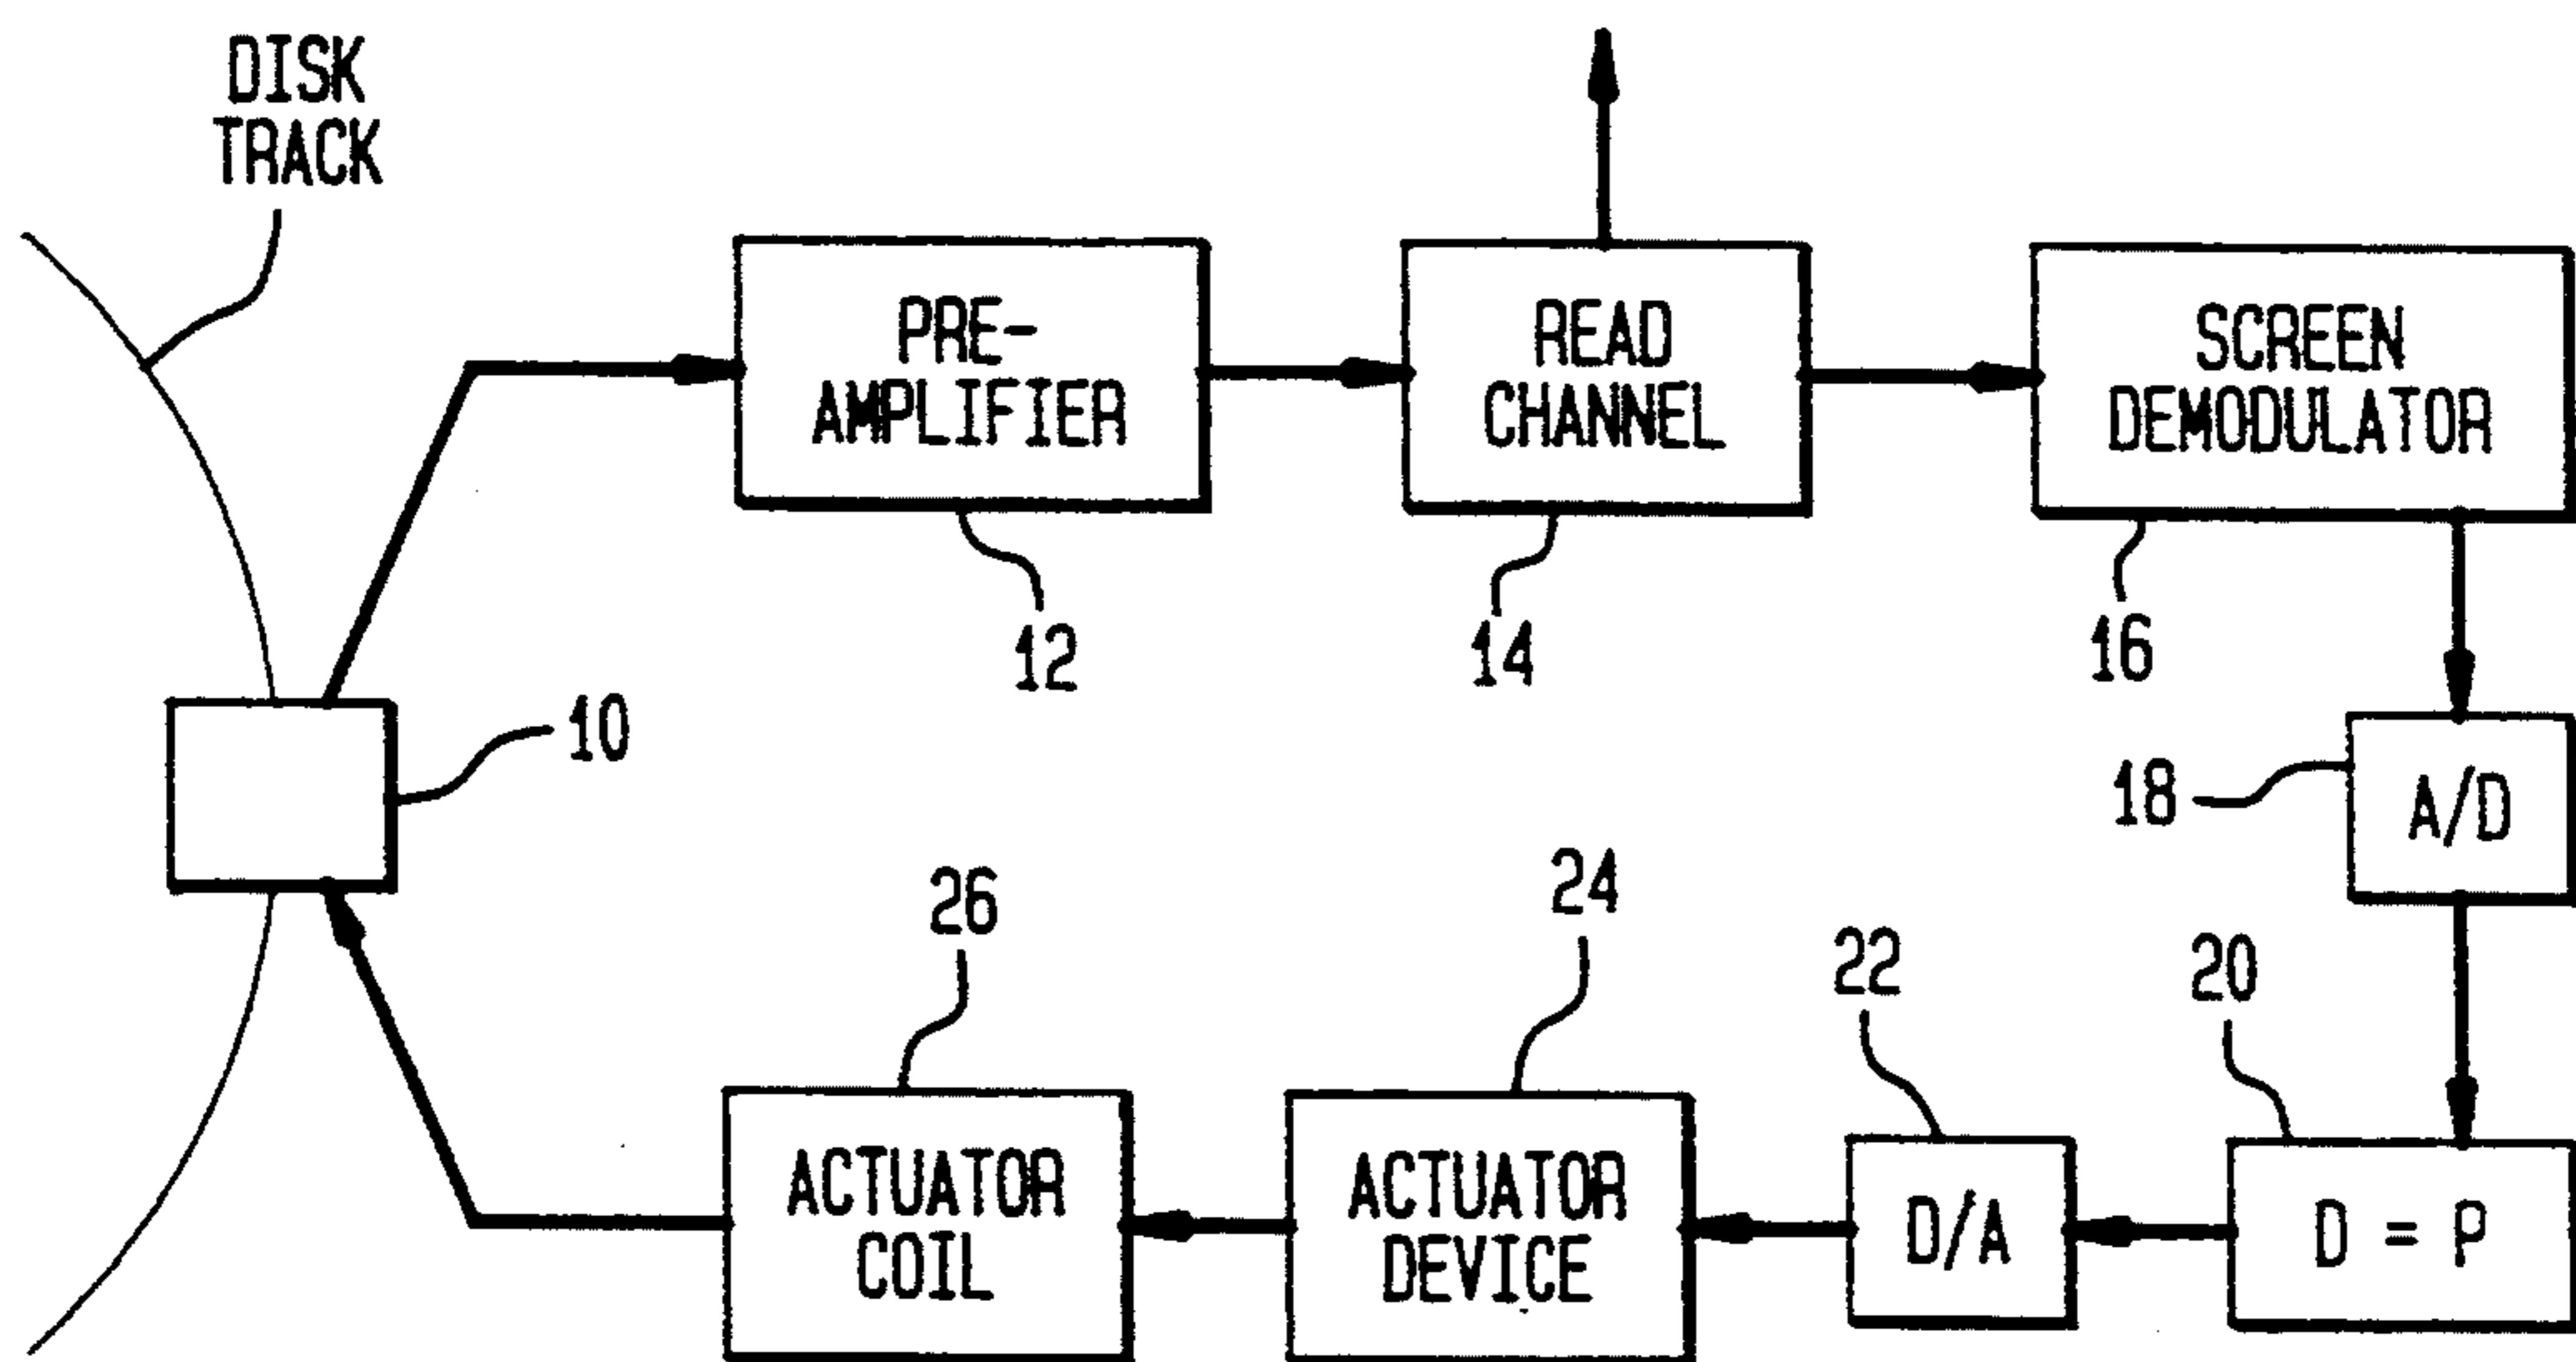 DISK
TRACK
PRE-
AMPLIFIER
READ
CHANNEL
SCREEN
DEMODULATOR
12
14
16
10
18
A/D
26
24
22
20
ACTUATOR
COIL
ACTUATOR
DEVICE
D/A
D = P